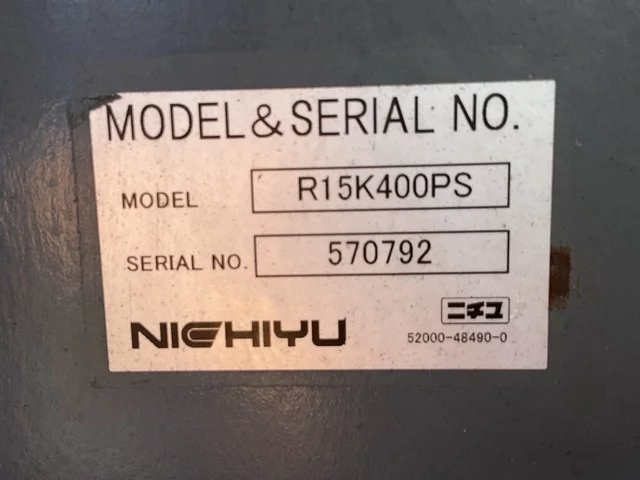 MODEL & SERIAL NO.
MODEL R15K400PS
SERIAL NO. 570792
ニチユ
NICHIYU 52000-48490-0